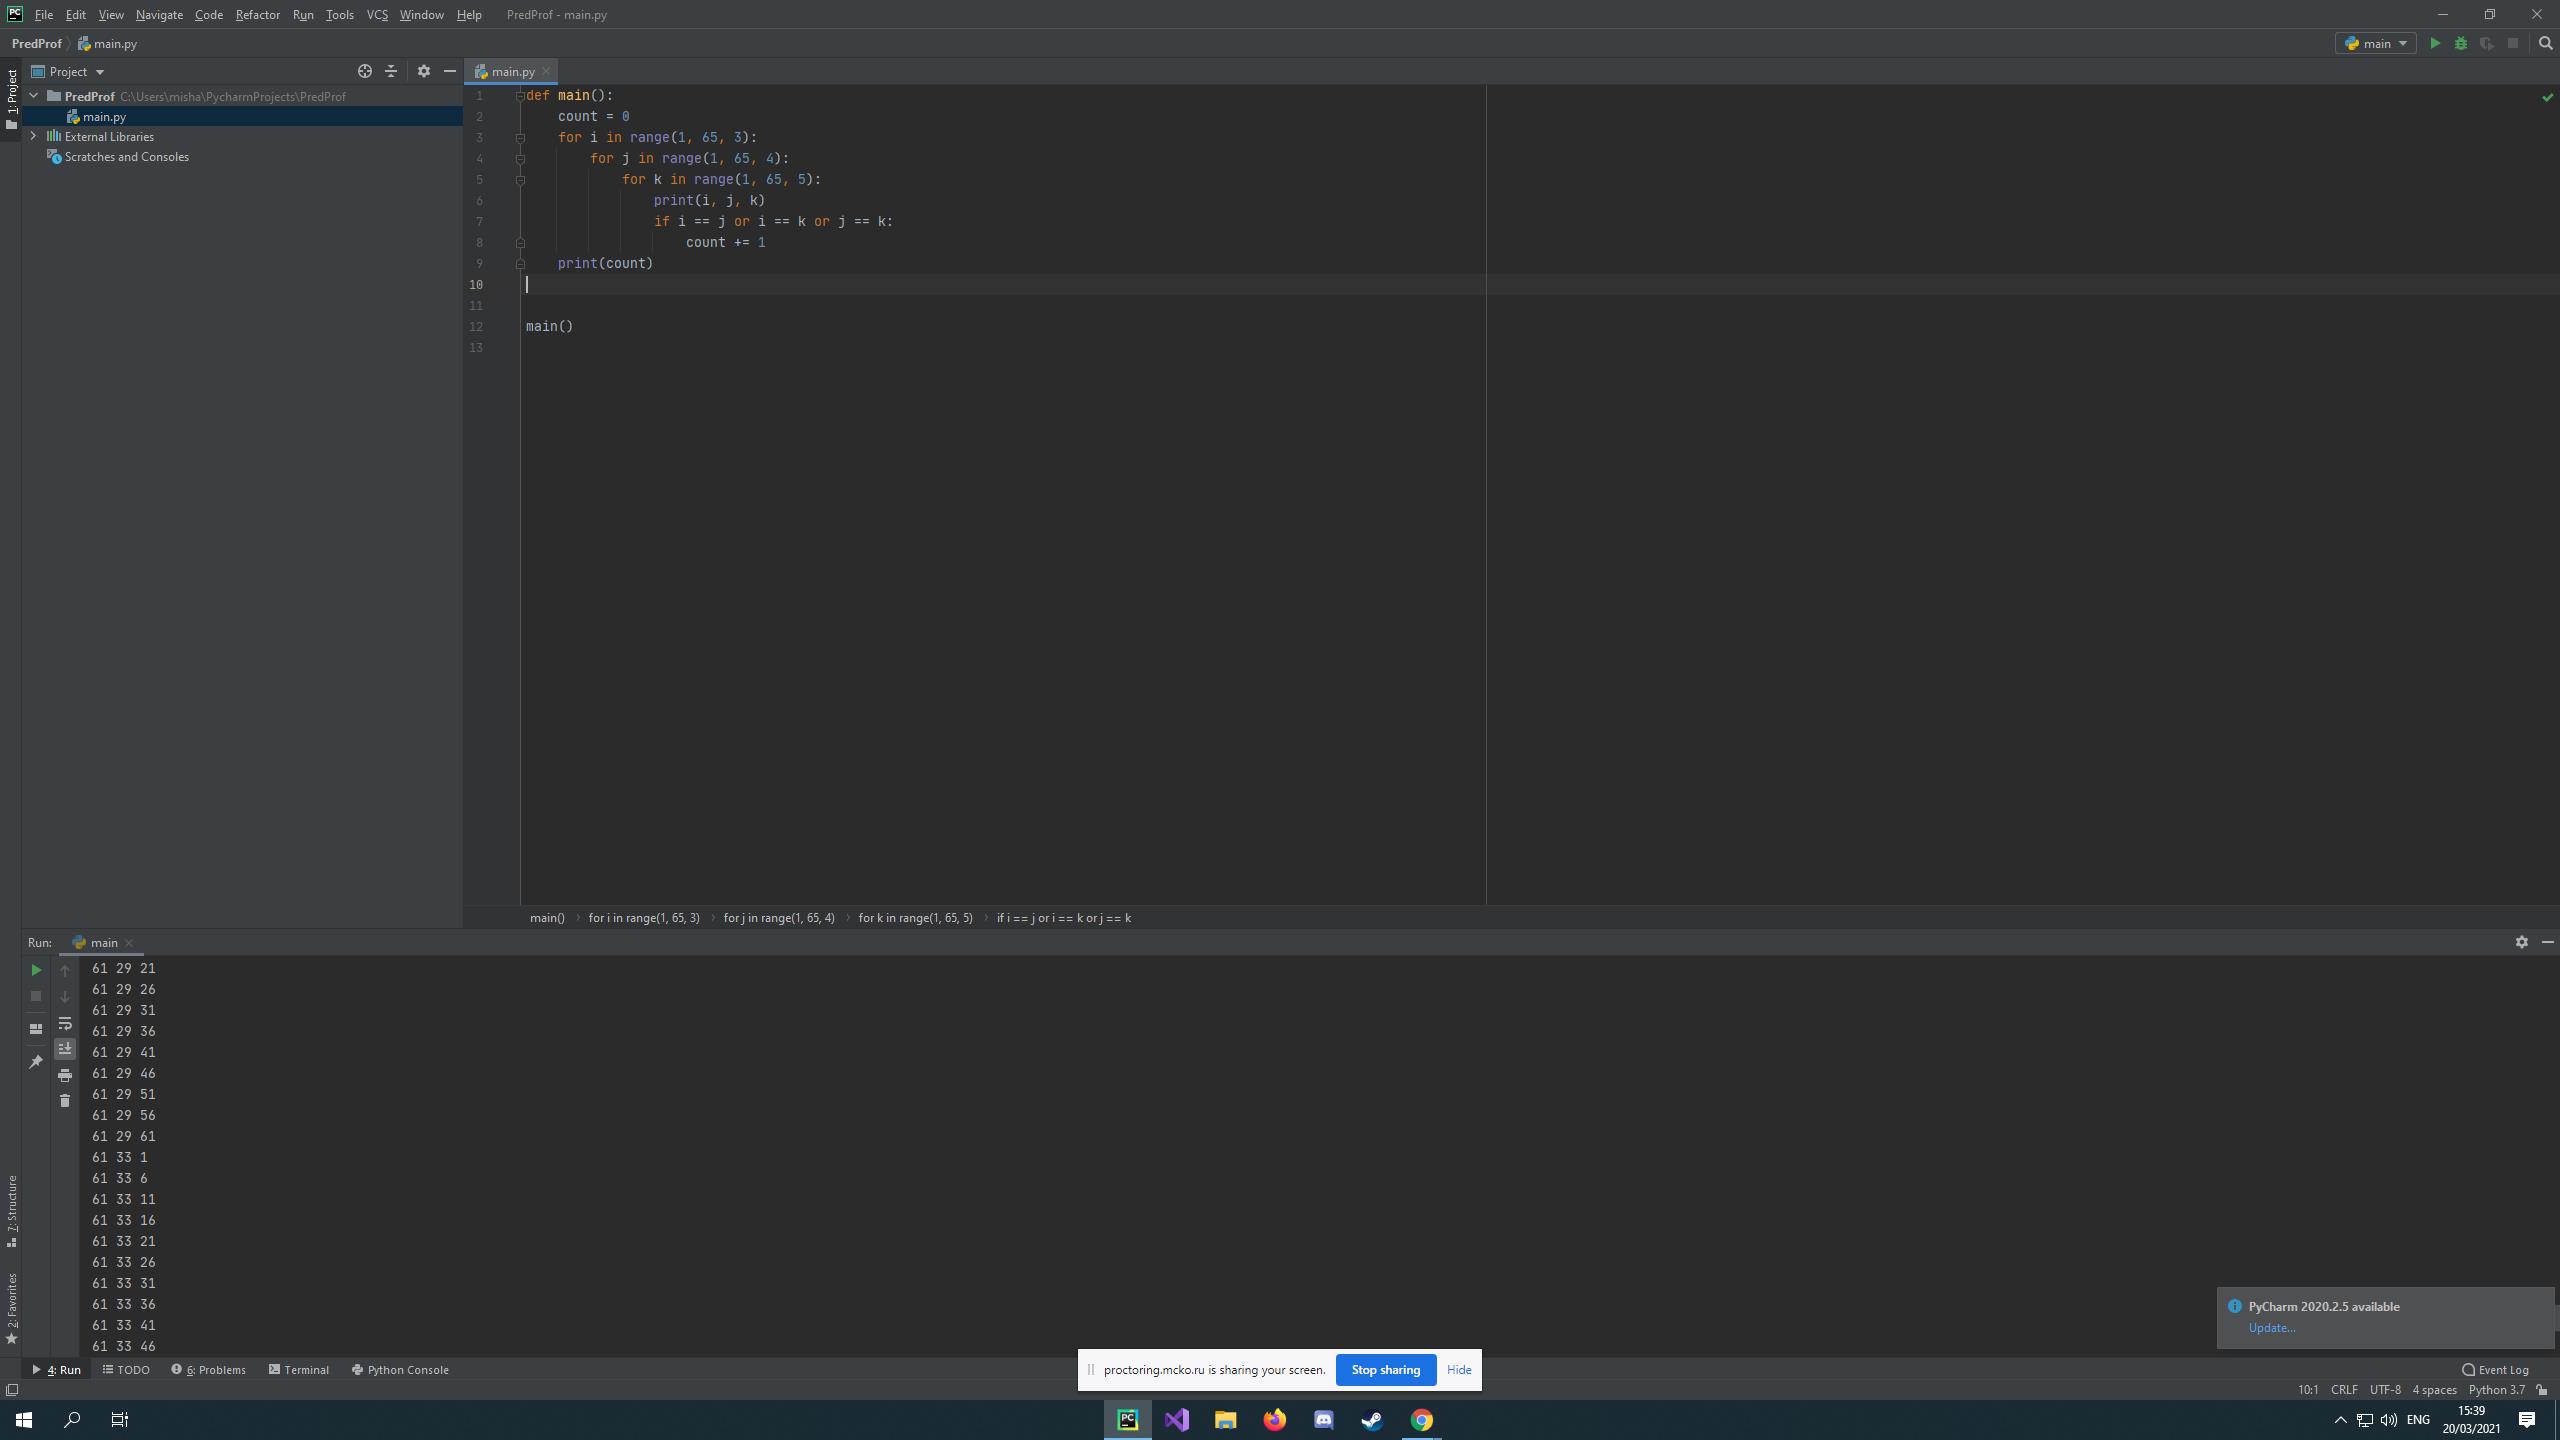 File Edit View Navigate Code Refactor Run Tools VCS Window Help PredProf - main.py
PredProf main.py main
1: Project
Project main.py
PredProf C:\Users\misha\PycharmProjects\PredProf
main.py
External Libraries
Scratches and Consoles
1 def main():
2 count = 0
3 for i in range(1, 65, 3):
4 for j in range(1, 65, 4):
5 for k in range(1, 65, 5):
6 print(i, j, k)
7 if i == j or i == k or j == k:
8 count += 1
9 print(count)
10
11
12 main()
13
main() for i in range(1, 65, 3) for j in range(1, 65, 4) for k in range(1, 65, 5) if i == j or i == k or j == k
Run: main
61 29 21
61 29 26
61 29 31
61 29 36
61 29 41
61 29 46
61 29 51
61 29 56
61 29 61
61 33 1
61 33 6
61 33 11
61 33 16
61 33 21
61 33 26
61 33 31
61 33 36
61 33 41
61 33 46
7: Structure
2: Favorites
PyCharm 2020.2.5 available
Update...
4: Run TODO 6: Problems Terminal Python Console Event Log
proctoring.mcko.ru is sharing your screen. Stop sharing Hide
10:1 CRLF UTF-8 4 spaces Python 3.7
PC
ENG
15:39
20/03/2021